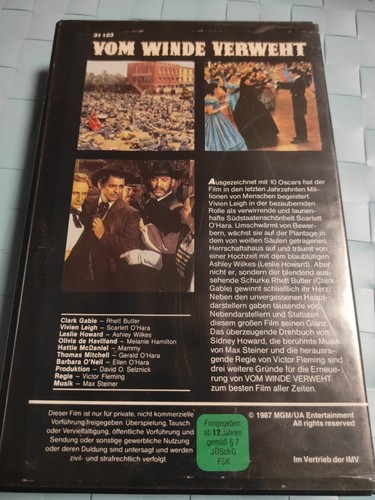 31 123
VOM WINDE VERWEHT
Ausgezeichnet mit 10 Oscars hat der
Film in den letzten Jahrzehnten Mil-
lionen von Menschen begeistert.
Vivien Leigh in der bezaubernden
Rolle als verwirrende und launen-
hafte Südstaatenschönheit Scarlett
O'Hara. Umschwärmt von Bewer-
bern, wächst sie auf der Plantage in
dem von weißen Säulen getragenen
Herrschaftshaus auf und träumt von
einer Hochzeit mit dem blaublütigen
Ashley Wilkes (Leslie Howard). Aber
nicht er, sondern der blendend aus-
sehende Schurke Rhett Butler (Clark
Gable) gewinnt schließlich ihr Herz.
Neben den unvergessenen Haupt-
darstellern gaben tausende von
Nebendarstellern und Statisten
diesem großen Film seinen Glanz.
Das überzeugende Drehbuch von
Sidney Howard, die berühmte Musik
von Max Steiner und die herausra-
gende Regie von Victor Fleming sind
drei weitere Gründe für die Erneue-
rung von VOM WINDE VERWEHT
zum besten Film aller Zeiten.
Clark Gable – Rhett Butler
Vivien Leigh – Scarlett O'Hara
Leslie Howard – Ashley Wilkes
Olivia de Havilland – Melanie Hamilton
Hattie McDaniel – Mammy
Thomas Mitchell – Gerald O'Hara
Barbara O'Neil – Ellen O'Hara
Produktion – David O. Selznick
Regie – Victor Fleming
Musik – Max Steiner
Dieser Film ist nur für private, nicht kommerzielle
Vorführung freigegeben. Überspielung, Tausch
oder Vervielfältigung, öffentliche Vorführung und
Sendung oder sonstige gewerbliche Nutzung
oder deren Duldung sind untersagt und werden
zivil- und strafrechtlich verfolgt.
Freigegeben
ab 12 Jahren
gemäß § 7
JÖSchG
FSK
© 1987 MGM/UA Entertainment
All rights reserved
Im Vertrieb der IMV